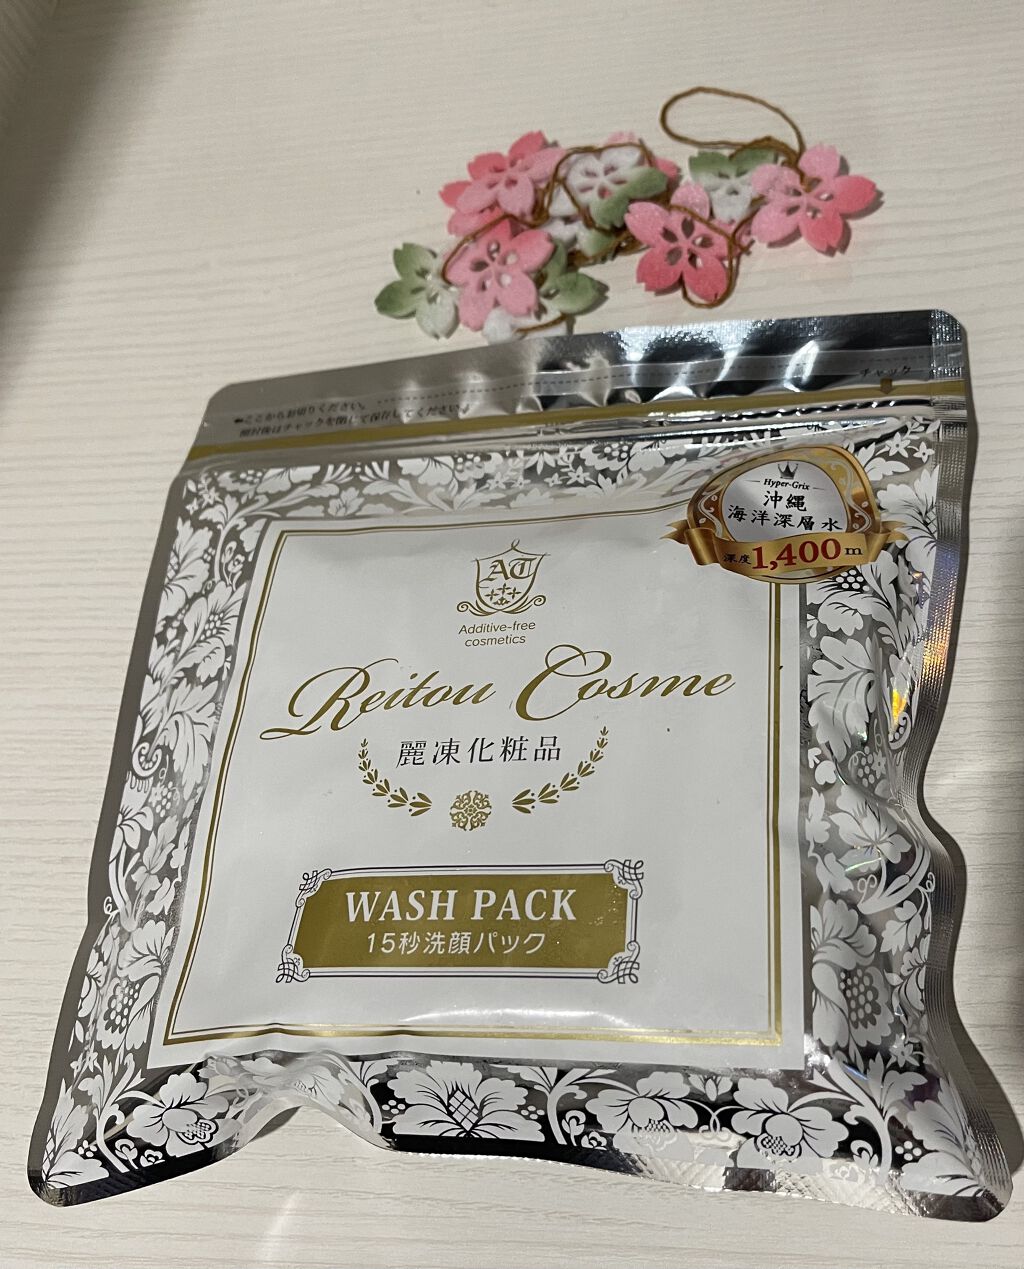 チャック
ここからお切りください。
開封後はチャックを閉じて保存してください。
Hyper-Grix
沖縄
海洋深層水
深度1,400m
AT
Additive-free
cosmetics
Reitou Cosme
麗凍化粧品
WASH PACK
15秒洗顔パック